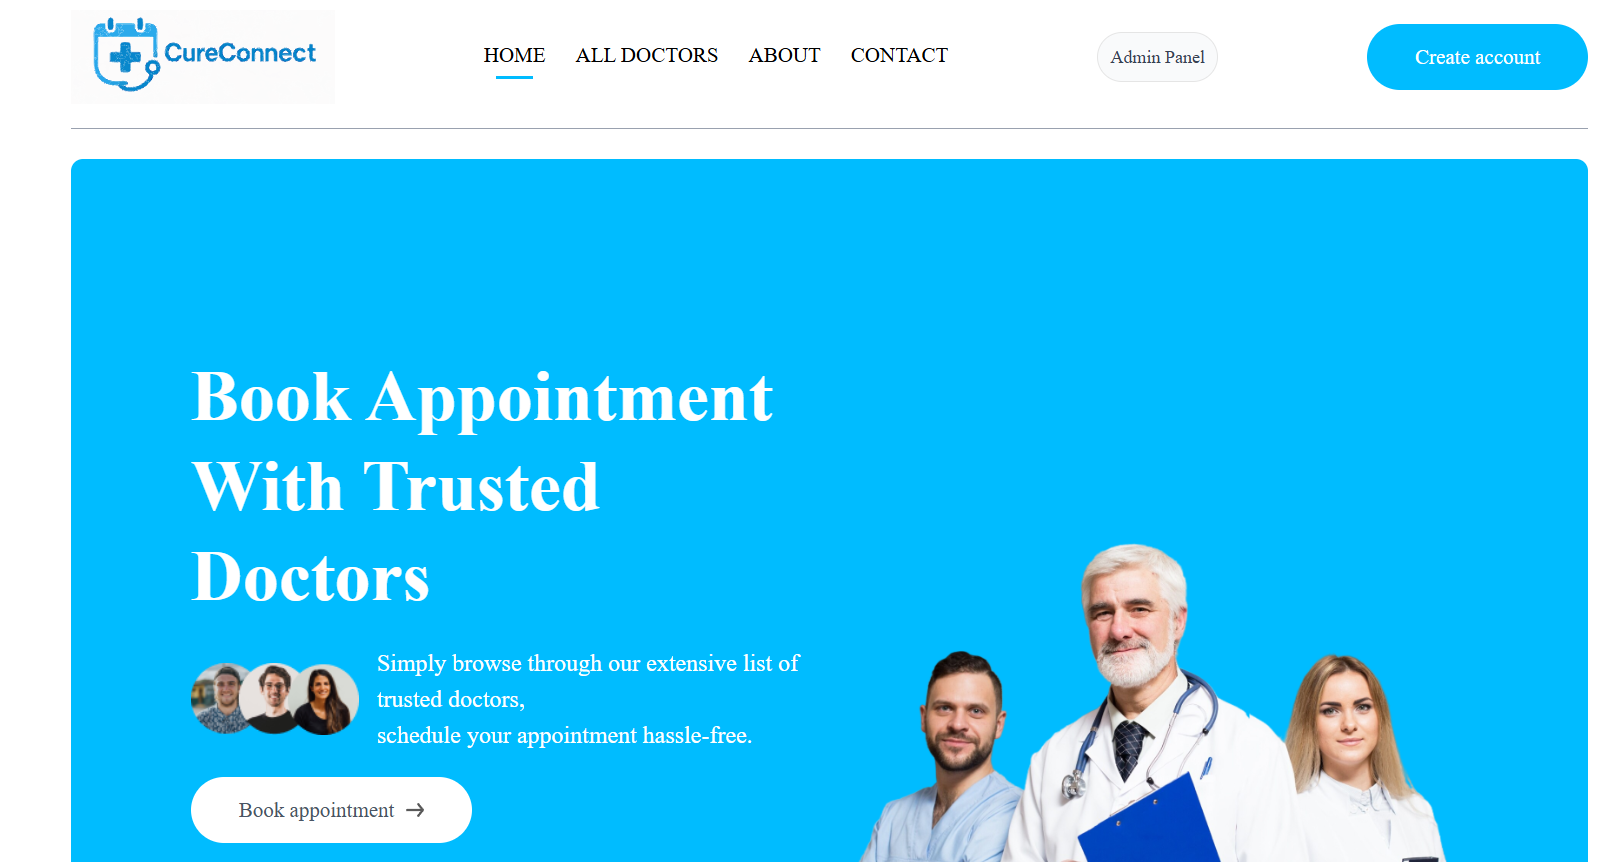 CureConnect
HOME
ALL DOCTORS
ABOUT
CONTACT
Admin Panel
Create account
Book Appointment
With Trusted
Doctors
Simply browse through our extensive list of
trusted doctors,
schedule your appointment hassle-free.
Book appointment →